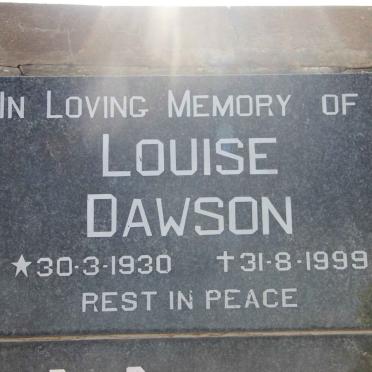 IN LOVING MEMORY OF
LOUISE
DAWSON
★30-3-1930 ✝31-8-1999
REST IN PEACE